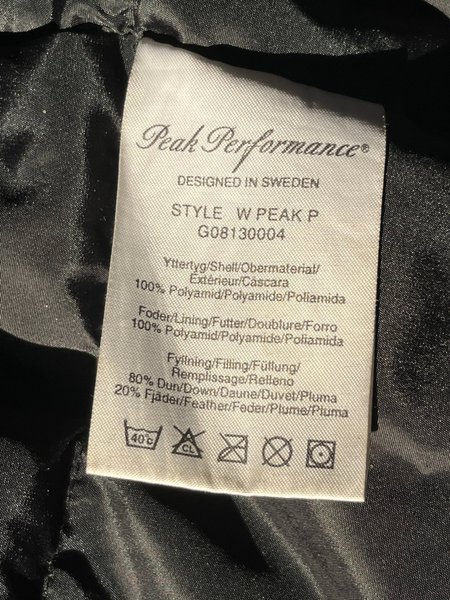 Peak Performance®
DESIGNED IN SWEDEN
STYLE W PEAK P
G08130004
Yttertyg/Shell/Obermaterial/
Extérieur/Cáscara
100% Polyamid/Polyamide/Poliamida
Foder/Lining/Futter/Doublure/Forro
100% Polyamid/Polyamide/Poliamida
Fyllning/Filling/Füllung/
Remplissage/Relleno
80% Dun/Down/Daune/Duvet/Pluma
20% Fjäder/Feather/Feder/Plume/Pluma
40°C CL